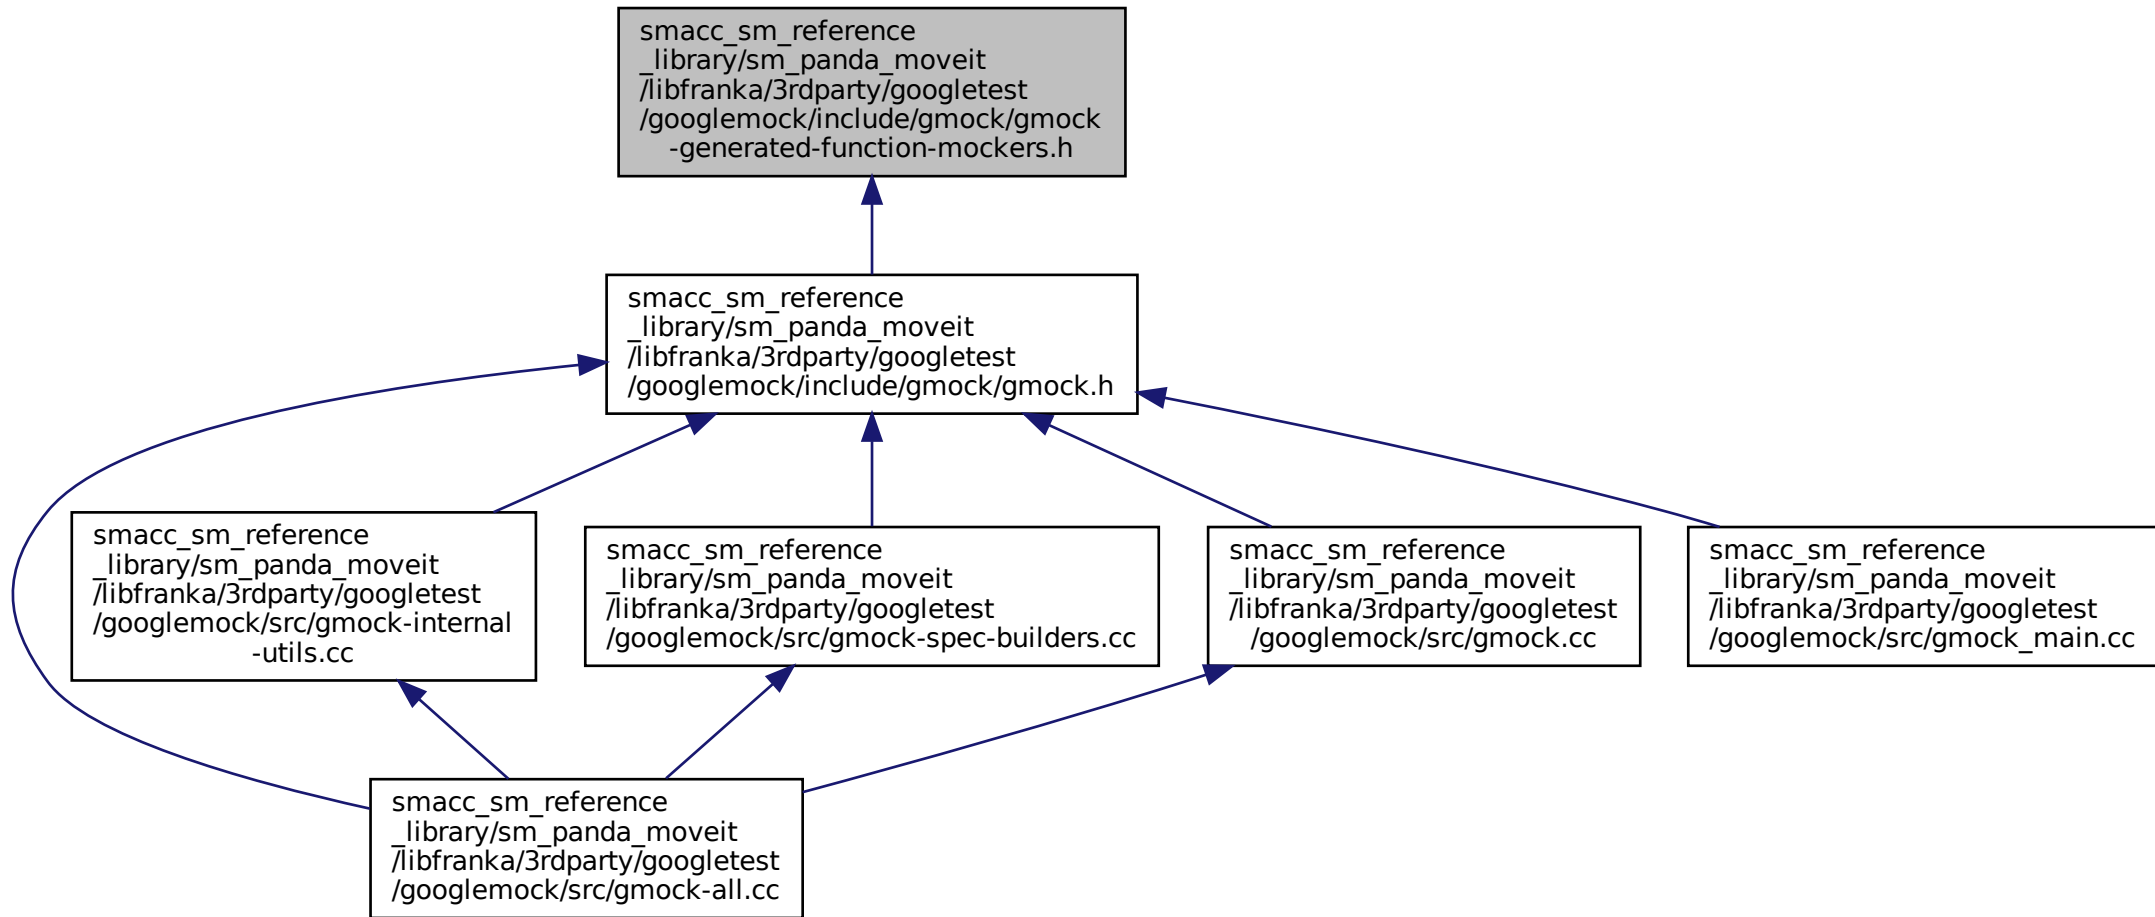 smacc_sm_reference
_library/sm_panda_moveit
/libfranka/3rdparty/googletest
/googlemock/include/gmock/gmock
-generated-function-mockers.h
smacc_sm_reference
_library/sm_panda_moveit
/libfranka/3rdparty/googletest
/googlemock/include/gmock/gmock.h
smacc_sm_reference
_library/sm_panda_moveit
/libfranka/3rdparty/googletest
/googlemock/src/gmock-internal
-utils.cc
smacc_sm_reference
_library/sm_panda_moveit
/libfranka/3rdparty/googletest
/googlemock/src/gmock-spec-builders.cc
smacc_sm_reference
_library/sm_panda_moveit
/libfranka/3rdparty/googletest
/googlemock/src/gmock.cc
smacc_sm_reference
_library/sm_panda_moveit
/libfranka/3rdparty/googletest
/googlemock/src/gmock_main.cc
smacc_sm_reference
_library/sm_panda_moveit
/libfranka/3rdparty/googletest
/googlemock/src/gmock-all.cc